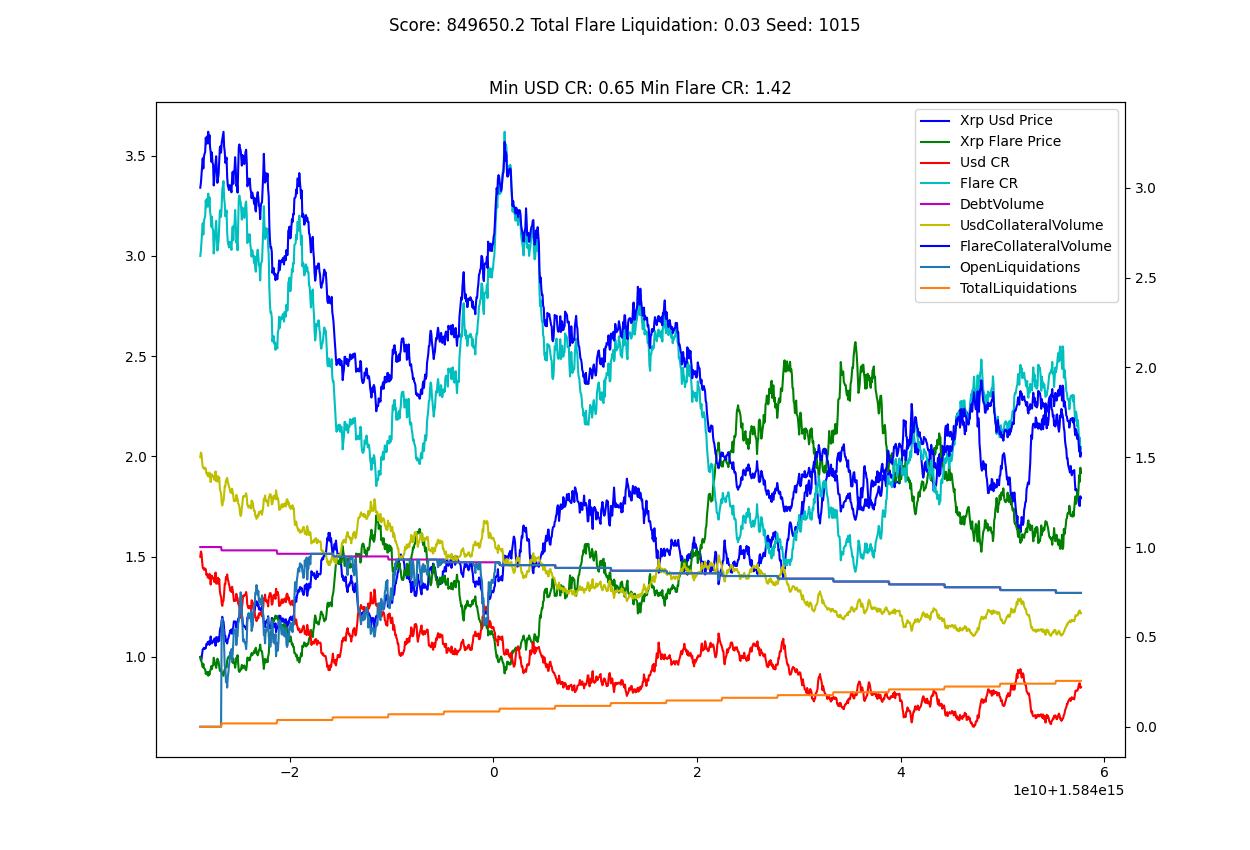 Score: 849650.2 Total Flare Liquidation: 0.03 Seed: 1015
Min USD CR: 0.65 Min Flare CR: 1.42
Xrp Usd Price
Xrp Flare Price
Usd CR
Flare CR
DebtVolume
UsdCollateralVolume
FlareCollateralVolume
OpenLiquidations
TotalLiquidations
3.5
3.0
2.5
2.0
1.5
1.0
3.0
2.5
2.0
1.5
1.0
0.5
0.0
−2 0 2 4 6
1e10+1.584e15